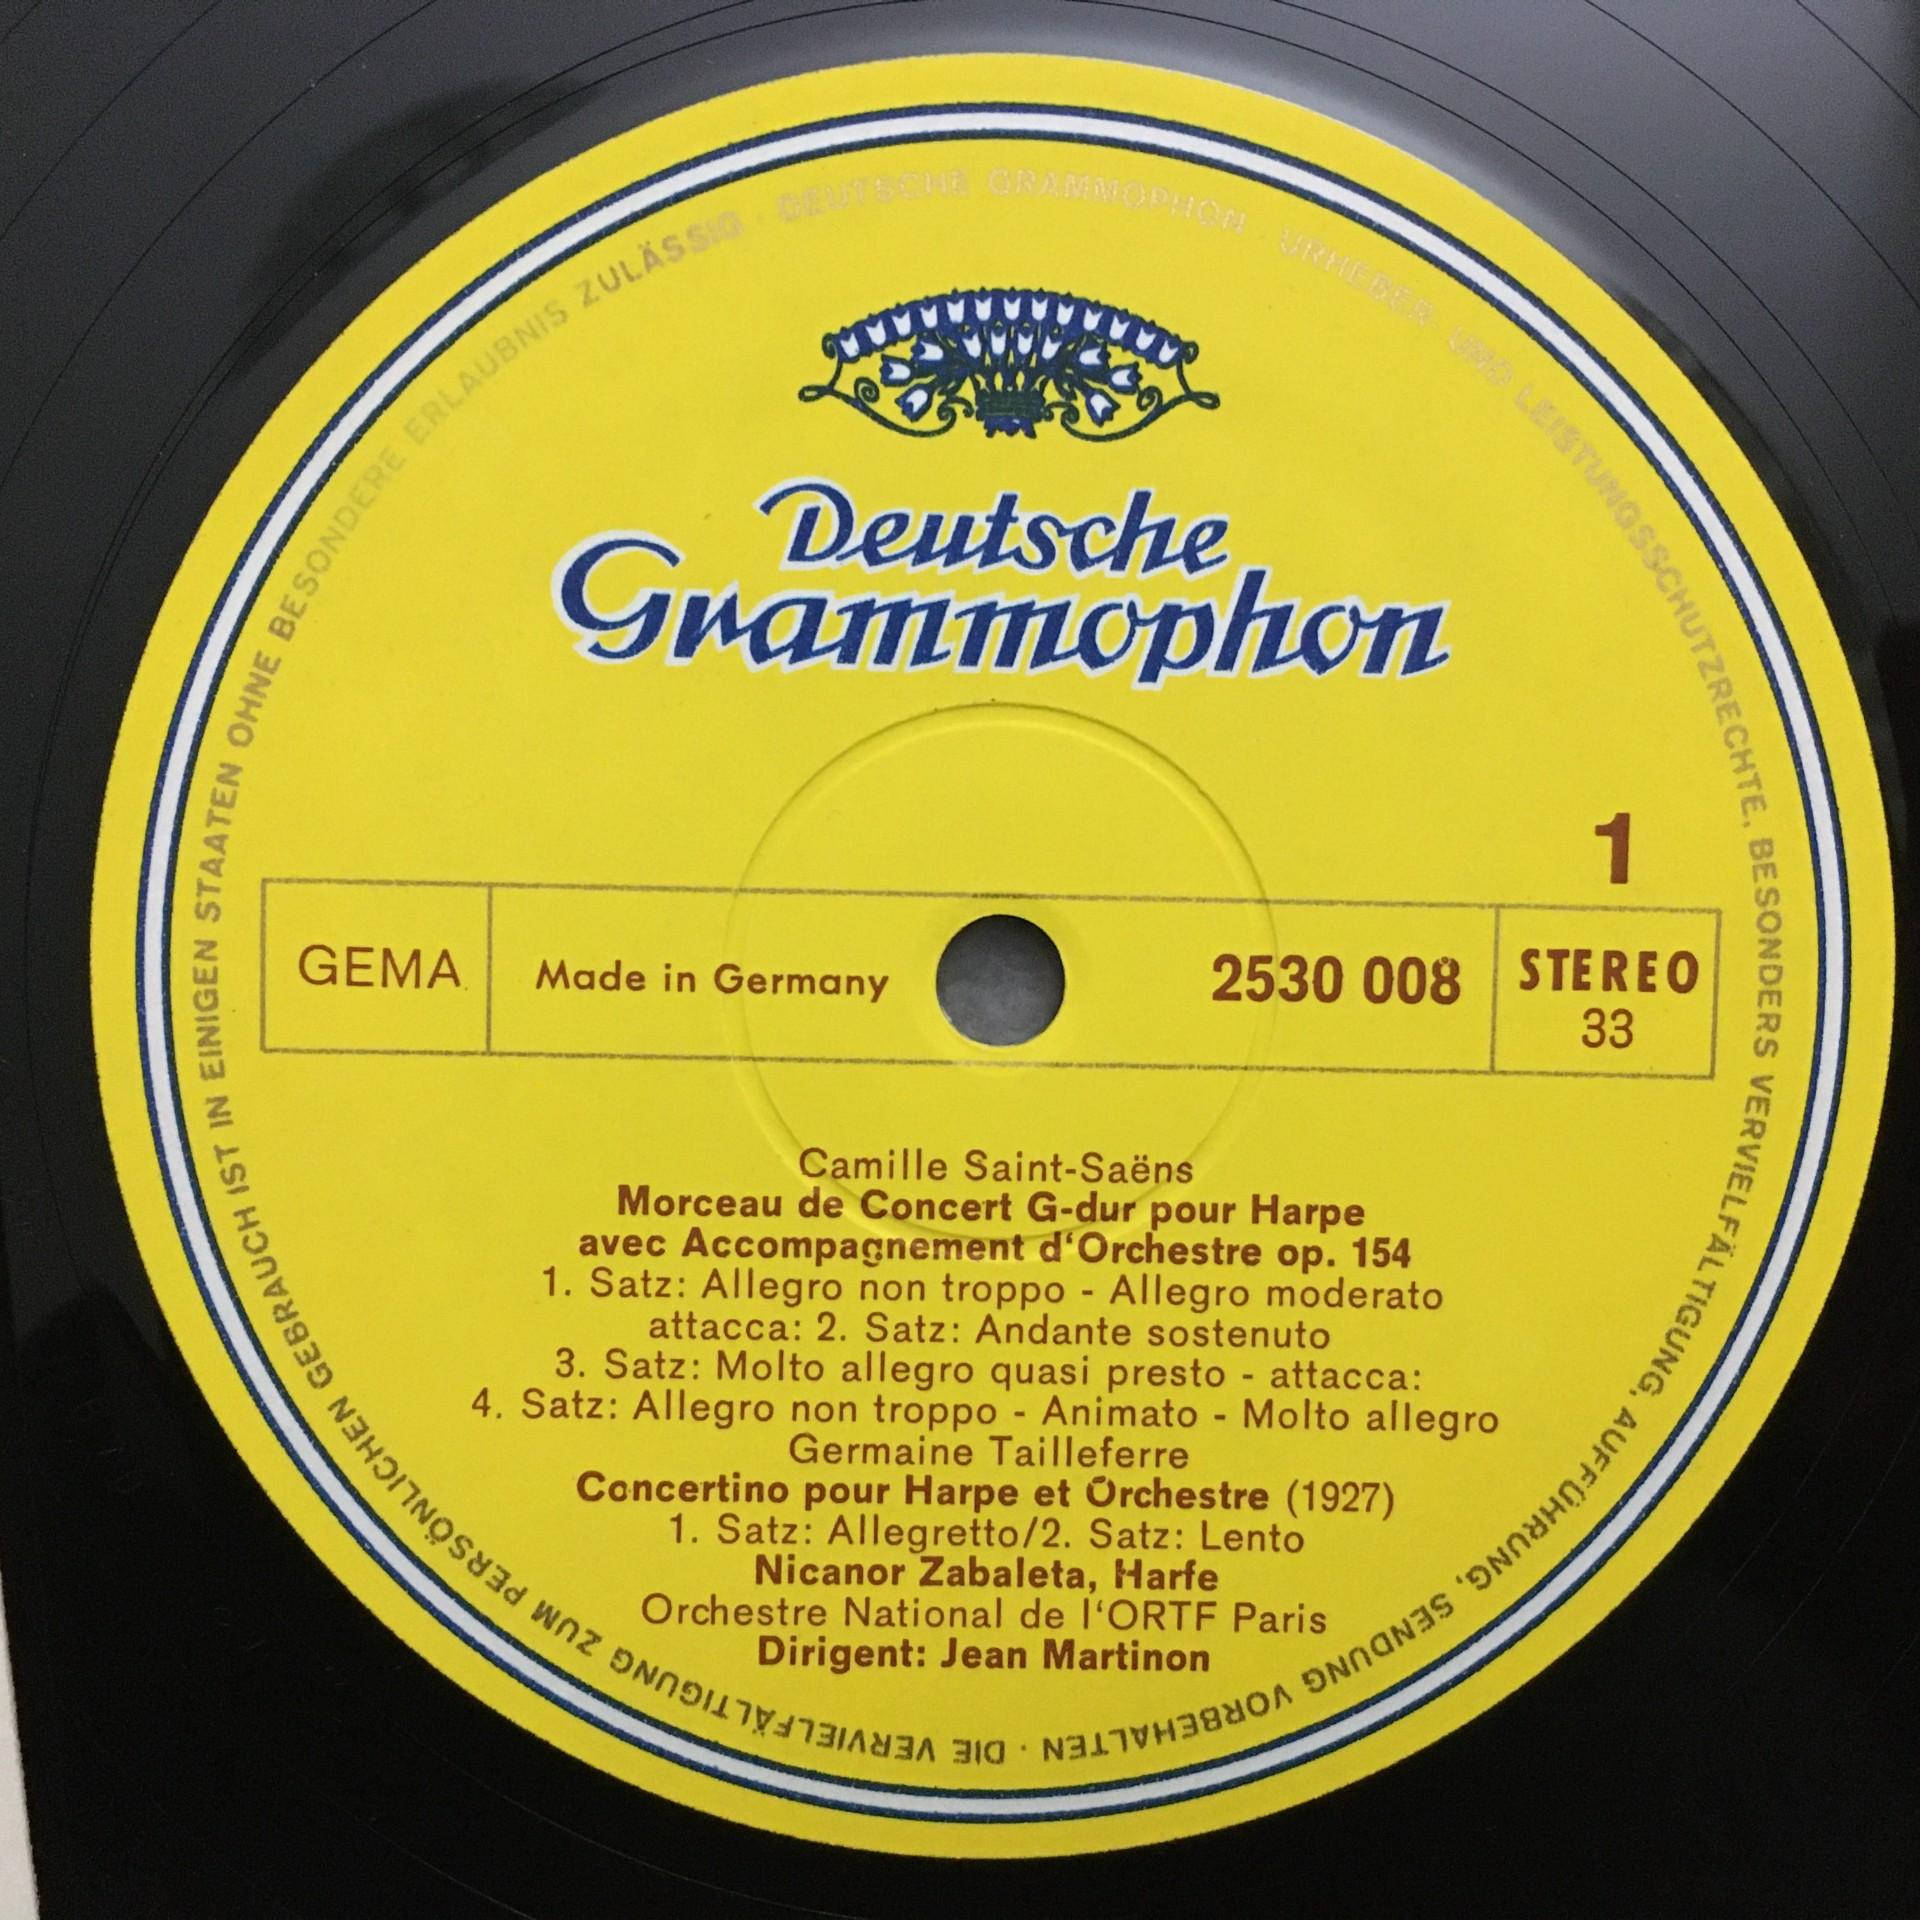 DEUTSCHE GRAMMOPHON · URHEBER- UND LEISTUNGSSCHUTZRECHTE, BESONDERS VERVIELFÄLTIGUNG, AUFFÜHRUNG, SENDUNG VORBEHALTEN · DIE VERVIELFÄLTIGUNG ZUM PERSÖNLICHEN GEBRAUCH IST IN EINIGEN STAATEN OHNE BESONDERE ERLAUBNIS ZULÄSSIG ·
Deutsche
Grammophon
1
GEMA Made in Germany 2530 008 STEREO
33
Camille Saint-Saëns
Morceau de Concert G-dur pour Harpe
avec Accompagnement d‘Orchestre op. 154
1. Satz: Allegro non troppo - Allegro moderato
attacca: 2. Satz: Andante sostenuto
3. Satz: Molto allegro quasi presto - attacca:
4. Satz: Allegro non troppo - Animato - Molto allegro
Germaine Tailleferre
Concertino pour Harpe et Orchestre (1927)
1. Satz: Allegretto/2. Satz: Lento
Nicanor Zabaleta, Harfe
Orchestre National de l‘ORTF Paris
Dirigent: Jean Martinon